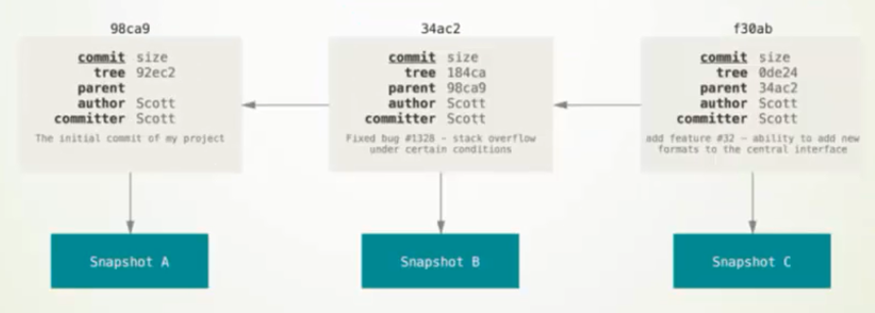 98ca9
commit size
tree 92ec2
parent
author Scott
committer Scott
The initial commit of my project
Snapshot A
34ac2
commit size
tree 184ca
parent 98ca9
author Scott
committer Scott
Fixed bug #1328 - stack overflow
under certain conditions
Snapshot B
f30ab
commit size
tree 0de24
parent 34ac2
author Scott
committer Scott
add feature #32 - ability to add new
formats to the central interface
Snapshot C